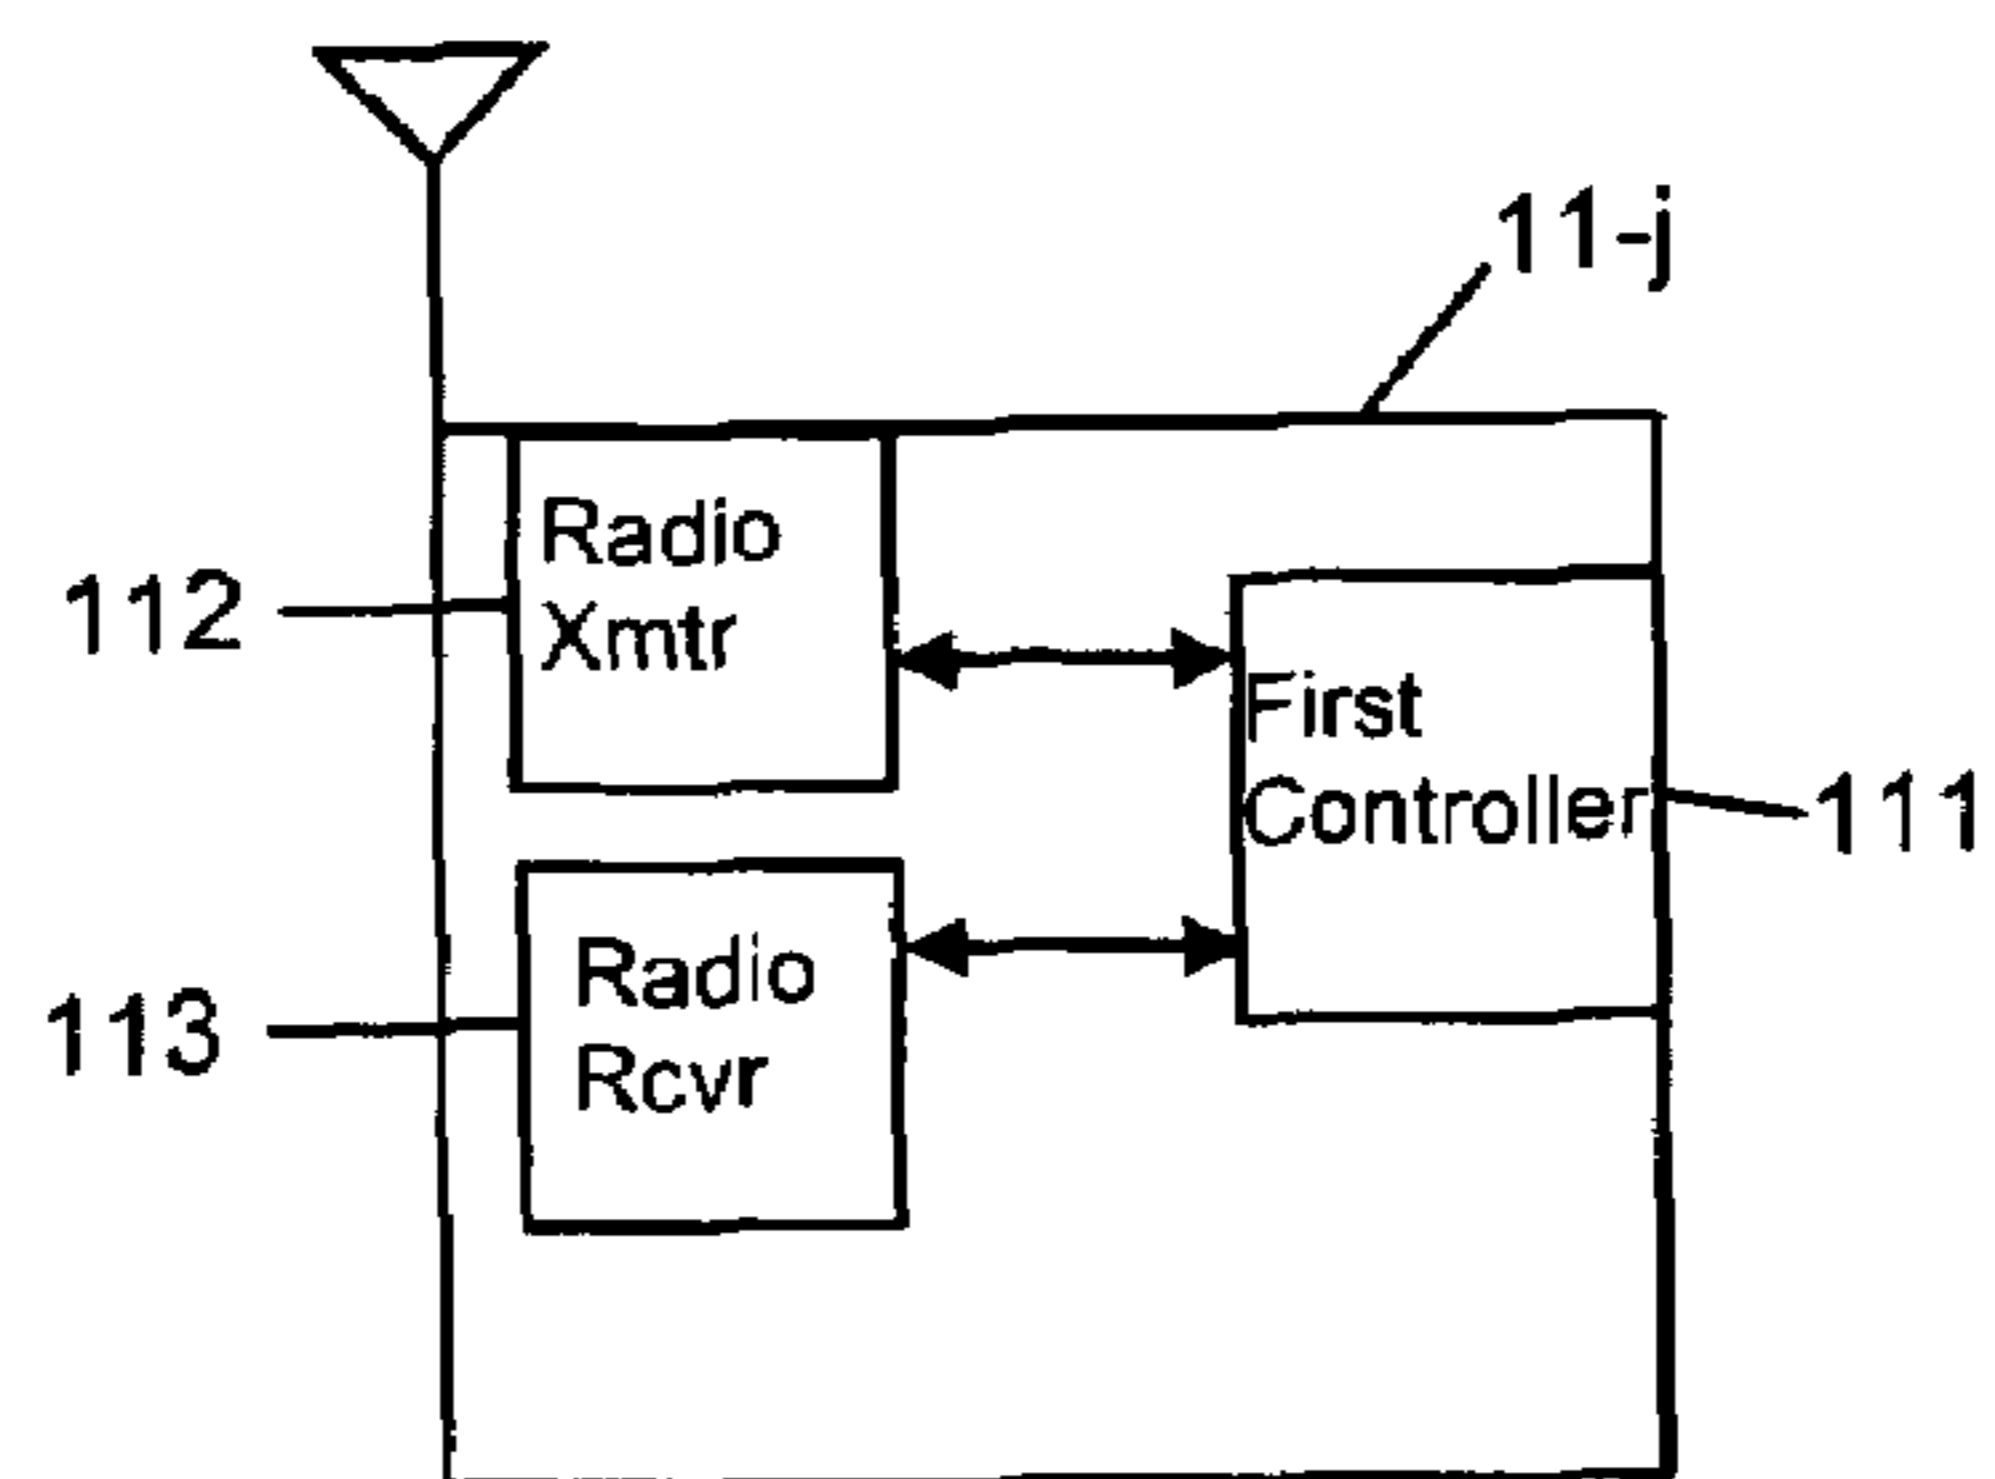 11-j
Radio
Xmtr
112
First
Controller
111
Radio
Rcvr
113